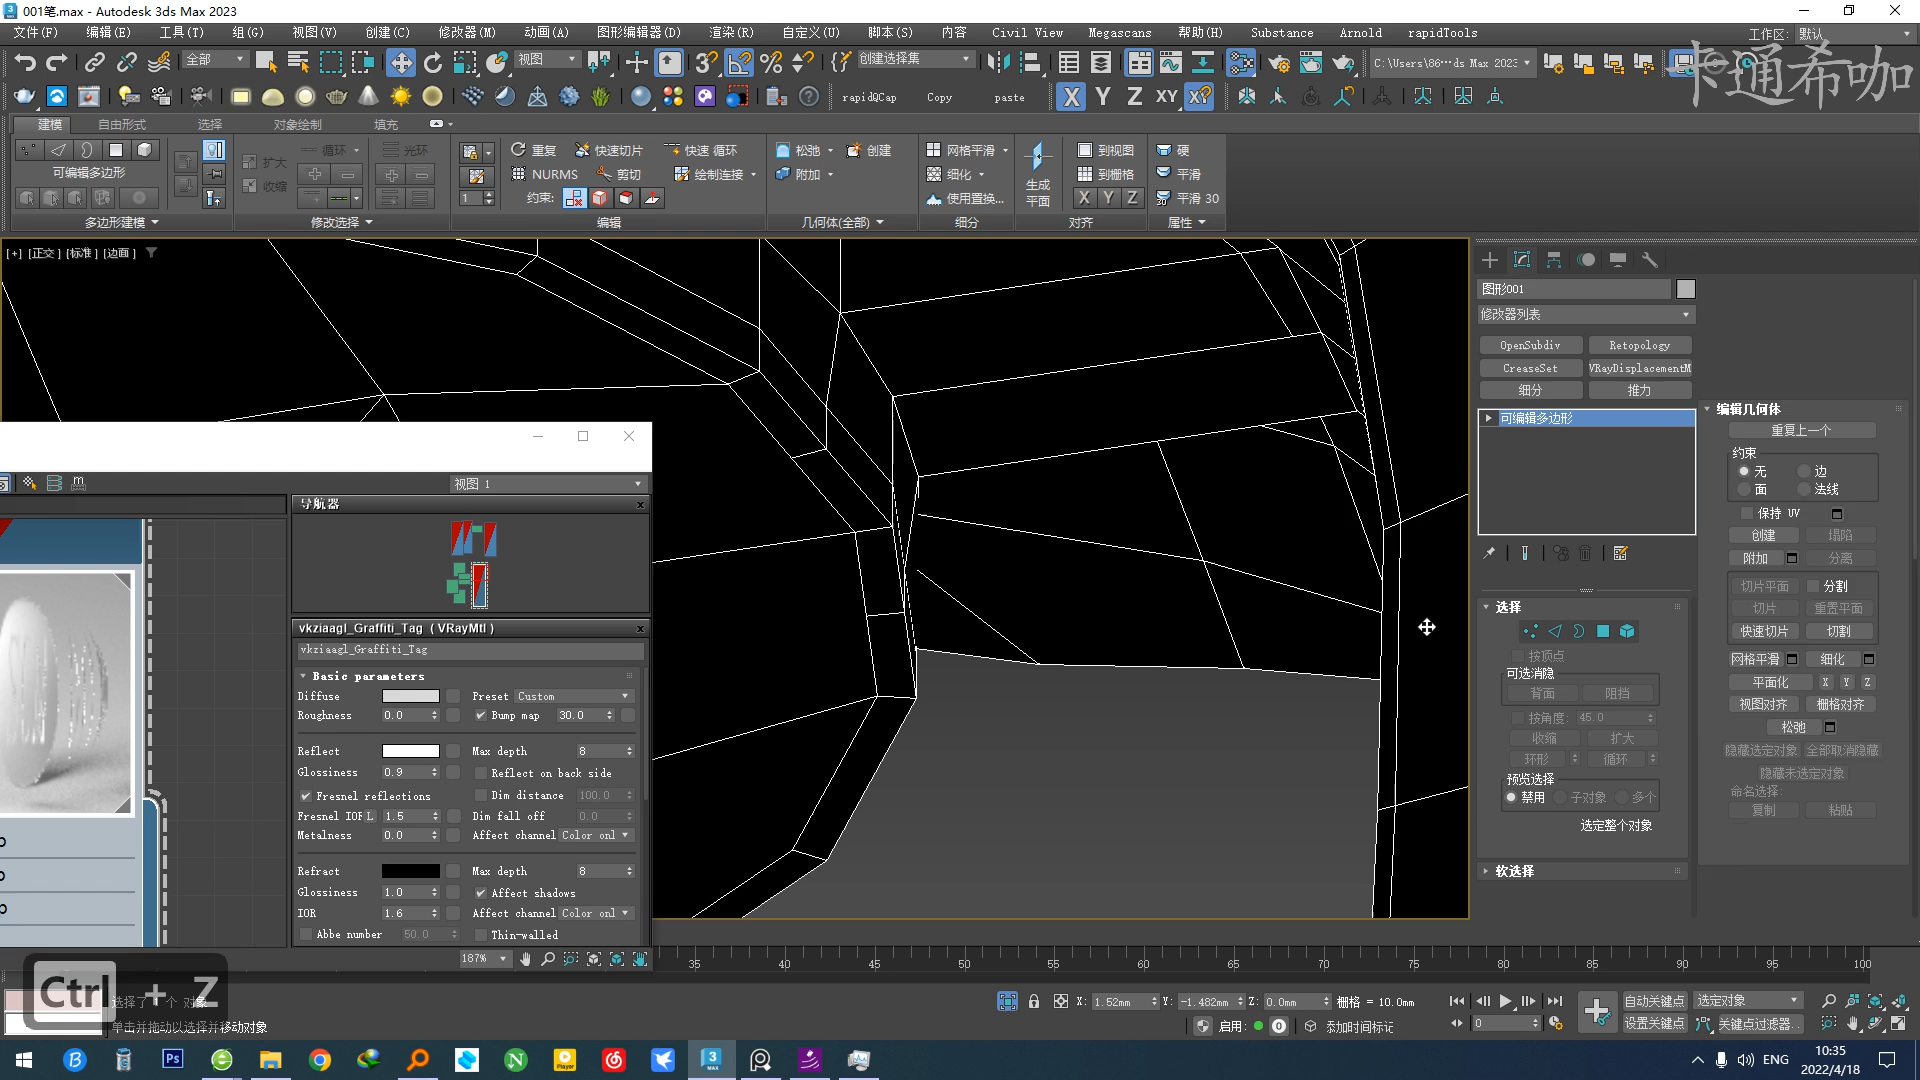 001笔.max - Autodesk 3ds Max 2023
文件(F) 编辑(E) 工具(T) 组(G) 视图(V) 创建(C) 修改器(M) 动画(A) 图形编辑器(D) 渲染(R) 自定义(U) 脚本(S) 内容 Civil View Megascans 帮助(H) Substance Arnold rapidTools
工作区: 默认
卡通希咖
全部 视图 创建选择集 C:\Users\86…ds Max 2023
rapidQCap Copy paste X Y Z XY XY
建模 自由形式 选择 对象绘制 填充
可编辑多边形
多边形建模
扩大 收缩 循环 光环
修改选择
重复 快速切片 快速 循环
NURMS 剪切 绘制连接
1 约束:
编辑
松弛 创建
附加
几何体(全部)
网格平滑
细化
使用置换...
细分
生成平面
到视图
到栅格
X Y Z
对齐
硬
平滑
平滑 30
属性
[+] [正交] [标准] [边面]
图形001
修改器列表
OpenSubdiv Retopology
CreaseSet VRayDisplacementM
细分 推力
可编辑多边形
选择
按顶点
可选消隐
背面 阻挡
按角度: 45.0
收缩 扩大
环形 循环
预览选择
禁用 子对象 多个
选定整个对象
软选择
编辑几何体
重复上一个
约束
无 边
面 法线
保持 UV
创建 塌陷
附加 分离
切片平面 分割
切片 重置平面
快速切片 切割
网格平滑 细化
平面化 X Y Z
视图对齐 栅格对齐
松弛
隐藏选定对象 全部取消隐藏
隐藏未选定对象
命名选择:
复制 粘贴
视图 1
导航器
vkziaagl_Graffiti_Tag ( VRayMtl )
vkziaagl_Graffiti_Tag
Basic parameters
Diffuse Preset Custom
Roughness 0.0 Bump map 30.0
Reflect Max depth 8
Glossiness 0.9 Reflect on back side
Fresnel reflections Dim distance 100.0
Fresnel IOR L 1.5 Dim fall off 0.0
Metalness 0.0 Affect channel Color onl
Refract Max depth 8
Glossiness 1.0 Affect shadows
IOR 1.6 Affect channel Color onl
Abbe number 50.0 Thin-walled
187%
35 40 45 50 55 60 65 70 75 80 85 90 95 100
Ctrl + Z
选择了 1 个 对象
单击并拖动以选择并移动对象
X: 1.52mm Y: -1.482mm Z: 0.0mm 栅格 = 10.0mm
启用: 0 添加时间标记
0
自动关键点 选定对象
设置关键点 关键点过滤器...
ENG
10:35
2022/4/18